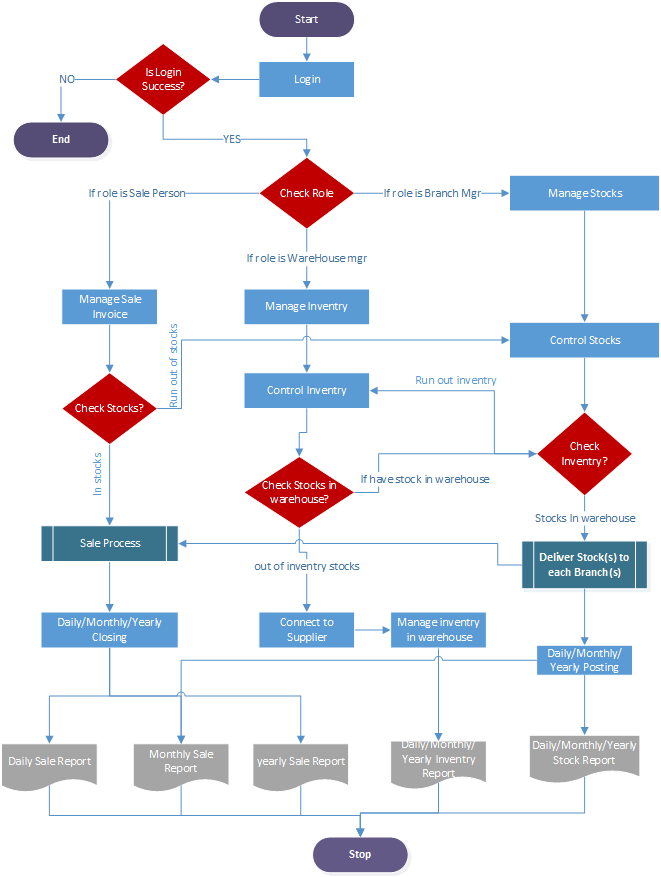 Start
Is Login
Success?
Login
NO
End
YES
Check Role
If role is Sale Person
If role is Branch Mgr
Manage Stocks
If role is WareHouse mgr
Manage Sale
Invoice
Manage Inventry
Run out of stocks
Control Stocks
Control Inventry
Run out inventry
Check Stocks?
Check
Inventry?
In stocks
Check Stocks in
warehouse?
If have stock in warehouse
Stocks In warehouse
Sale Process
Deliver Stock(s) to
each Branch(s)
out of inventry stocks
Daily/Monthly/Yearly
Closing
Connect to
Supplier
Manage inventry
in warehouse
Daily/Monthly/
Yearly Posting
Daily Sale Report
Monthly Sale
Report
yearly Sale Report
Daily/Monthly/
Yearly Inventry
Report
Daily/Monthly/Yearly
Stock Report
Stop